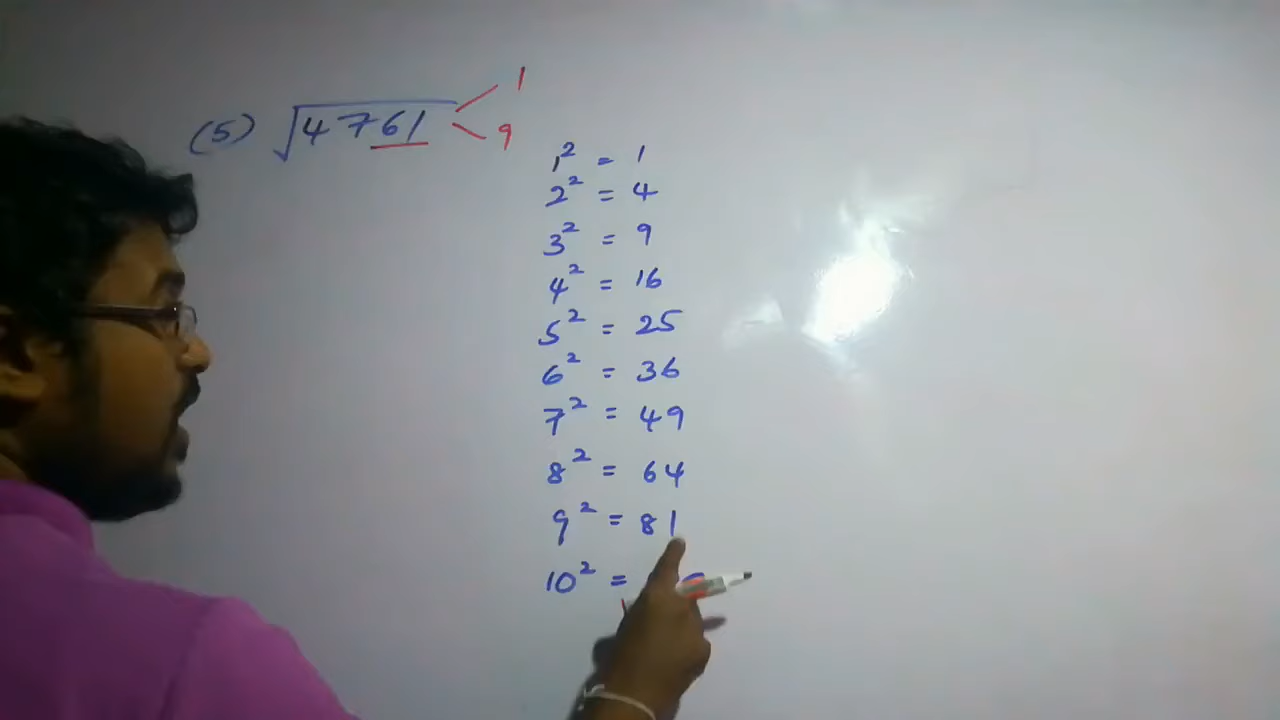 (5) √4761 1
9
1² = 1
2² = 4
3² = 9
4² = 16
5² = 25
6² = 36
7² = 49
8² = 64
9² = 81
10² =